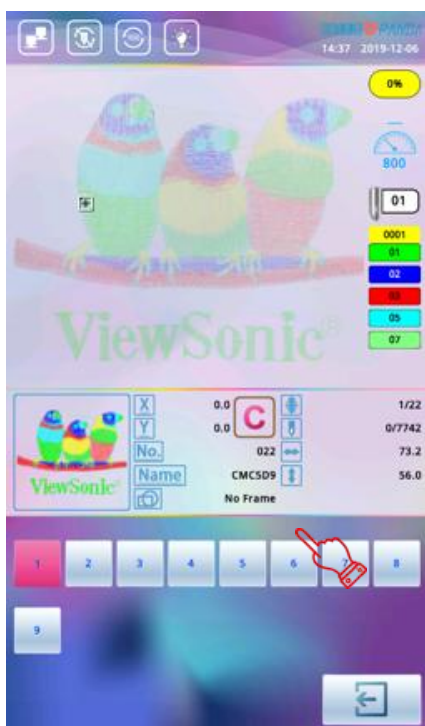 PANDA
14:37 2019-12-06
0%
800
01
0001
01
02
03
05
07
ViewSonic®
X 0.0 C 1/22
Y 0.0 0/7742
No. 022 73.2
Name CMCSD9 56.0
No Frame
ViewSonic®
1 2 3 4 5 6 7 8
9